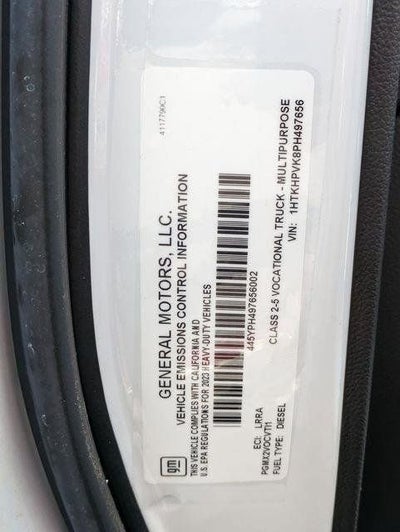 4117790C1
gm
GENERAL MOTORS, LLC.
VEHICLE EMISSIONS CONTROL INFORMATION
THIS VEHICLE COMPLIES WITH CALIFORNIA AND
U.S. EPA REGULATIONS FOR 2023 HEAVY-DUTY VEHICLES
445YPH497656002
ECI: LRRA
PGMX2VOCVTI1
FUEL TYPE: DIESEL
CLASS 2-5 VOCATIONAL TRUCK - MULTIPURPOSE
VIN: 1HTKHPVK8PH497656